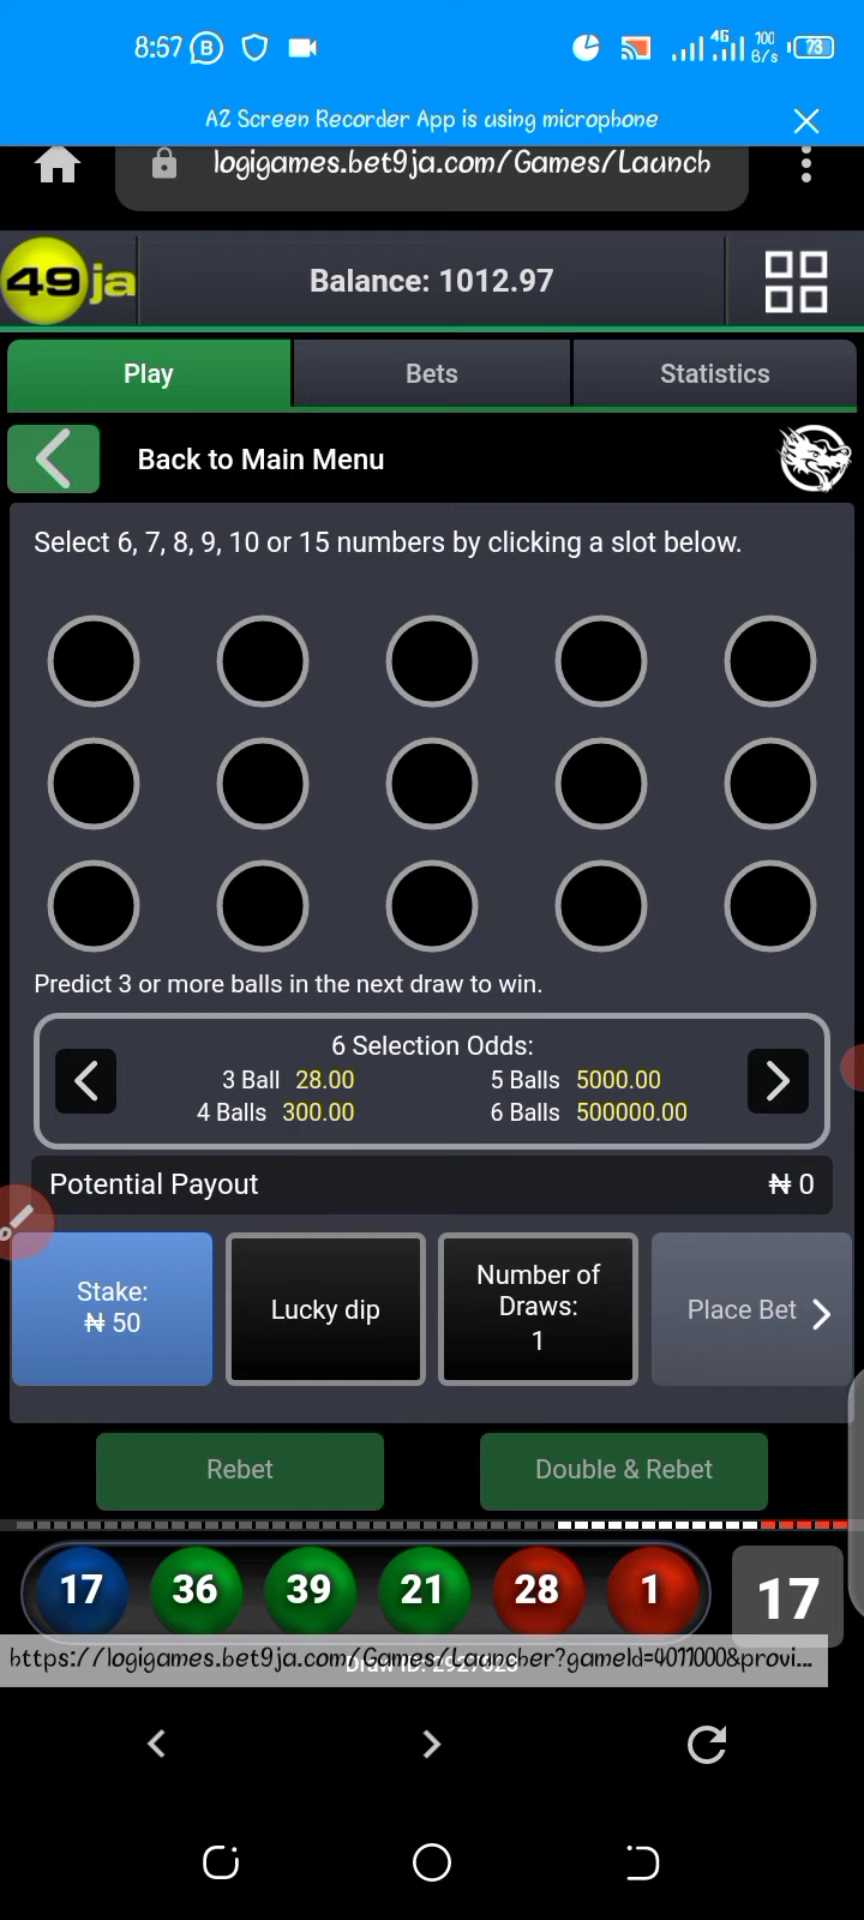 8:57 B 4G 100 B/s 73
AZ Screen Recorder App is using microphone
logigames.bet9ja.com/Games/Launch
49ja
Balance: 1012.97
Play Bets Statistics
Back to Main Menu
Select 6, 7, 8, 9, 10 or 15 numbers by clicking a slot below.
Predict 3 or more balls in the next draw to win.
6 Selection Odds:
3 Ball 28.00 5 Balls 5000.00
4 Balls 300.00 6 Balls 500000.00
Potential Payout ₦ 0
Stake:
₦ 50
Lucky dip
Number of
Draws:
1
Place Bet
Rebet Double & Rebet
17 36 39 21 28 1 17
https://logigames.bet9ja.com/Games/Launcher?gameId=4011000&provi...